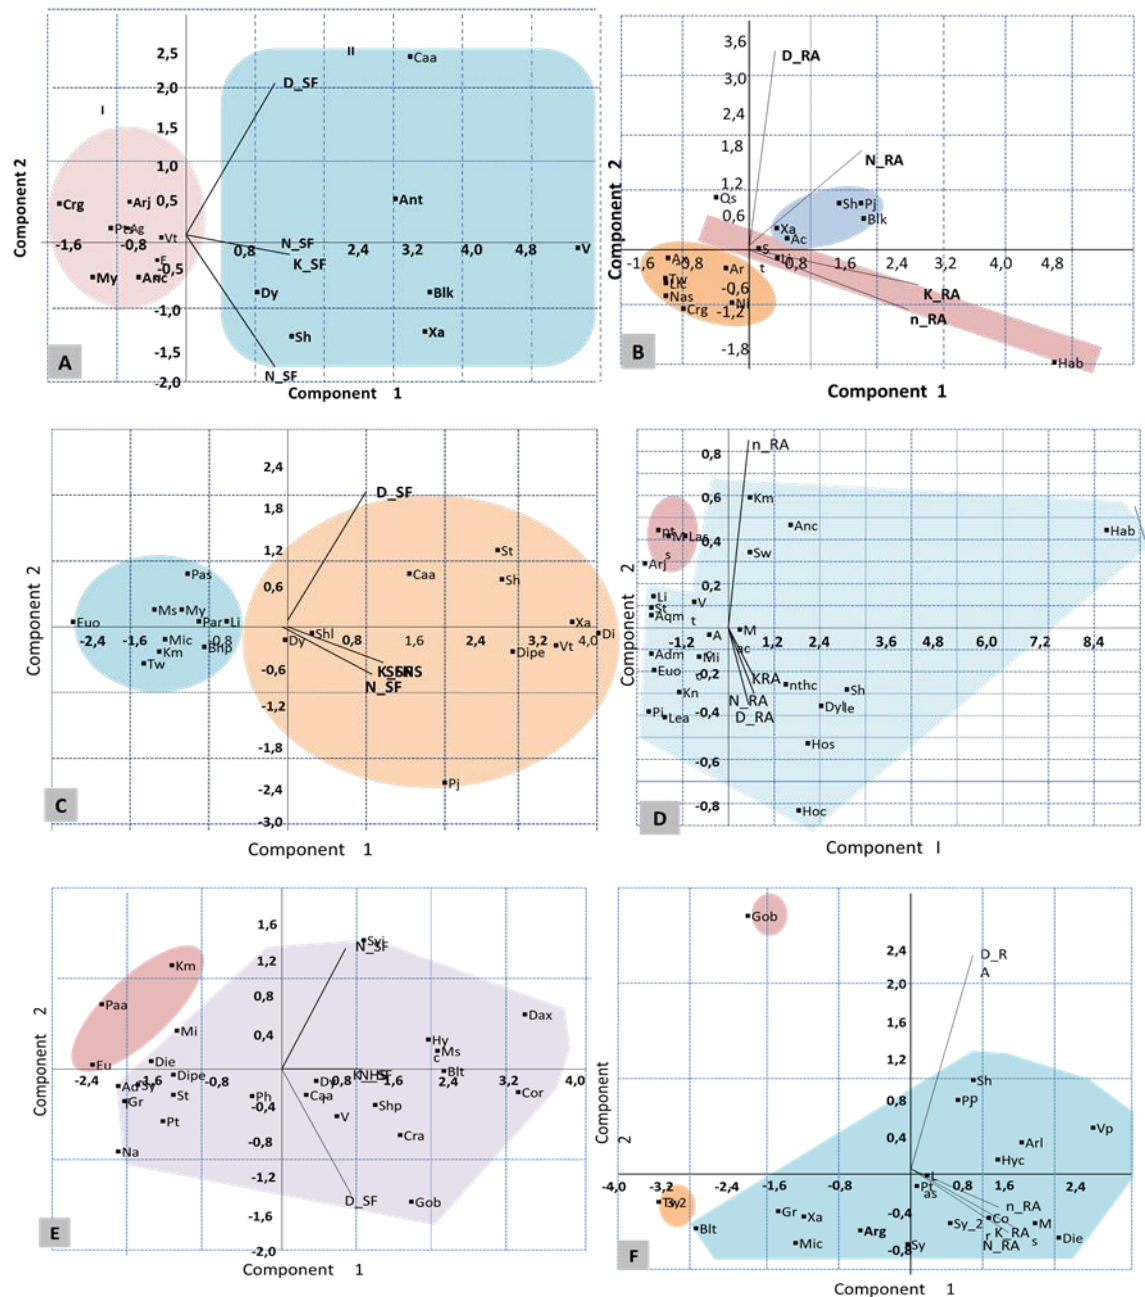 2,5
II
Caa
2,0
D_SF
I
1,5
1,0
0,5
Crg
Arj
Ant
Ag
Vt
-1,6
-0,8
0,8
N_SF
2,4
4,0
4,8
V
K_SF
-0,5
My
Anc
Dy
Blk
-1,0
Sh
Xa
-1,5
N_SF
-2,0
A
Component 1
Component 2
3,6
D_RA
3,0
2,4
1,8
N_RA
1,2
Qs
Sh
Pj
0,6
Blk
Xa
Ac
S
-1,6
Ax
-0,8
0,8
1,6
2,4
3,2
4,0
4,8
Ar
t
Tw
-0,6
K_RA
Nas
Crg
-1,2
n_RA
-1,8
Hab
B
Component 1
Component 2
2,4
D_SF
1,8
1,2
St
0,6
Pas
Caa
Sh
Ms
My
Euo
Par
Li
Xa
-2,4
-1,6
-0,8
Mic
Bhp
Km
Tw
Dy
Shl
0,8
1,6
2,4
3,2
4,0
Di
Dipe
Vt
-0,6
N_SF
-1,2
-1,8
-2,4
Pj
-3,0
C
Component 1
Component 2
0,8
n_RA
0,6
Km
0,4
Las
s
Anc
Hab
Arj
Sw
0,2
Li
V
St
Aqm
t
A
M
ac
-1,2
1,2
2,4
3,6
4,8
6,0
7,2
8,4
Adm
Mi
Euo
-0,2
KRA
nthc
Sh
Kn
N_RA
Pi
Lea
-0,4
D_RA
Dyl
le
Hos
-0,6
-0,8
Hoc
D
Component I
Component 2
1,6
N_SF
1,2
Km
0,8
Paa
Dax
0,4
Mi
Hy
Ms
c
Eu
Die
Blt
-2,4
Dipe
-1,6
-0,8
0,8
1,6
2,4
3,2
4,0
Ad
Sy
Gr
St
Ph
Dy
Caa
Cor
-0,4
Shp
Pt
V
-0,8
Cra
Na
-1,2
D_SF
Gob
-1,6
-2,0
E
Component 1
Component 2
Gob
2,4
D_R
A
2,0
1,6
1,2
Sh
0,8
PP
Vp
0,4
Arl
Hyc
-4,0
-3,2
-2,4
-1,6
-0,8
Pt
as
0,8
1,6
2,4
n_RA
Gr
Xa
-0,4
Co
r
Blt
Arg
Sy_2
K_RA
M
s
Mic
Sy
N_RA
Die
-0,8
F
Component 1
Component 2